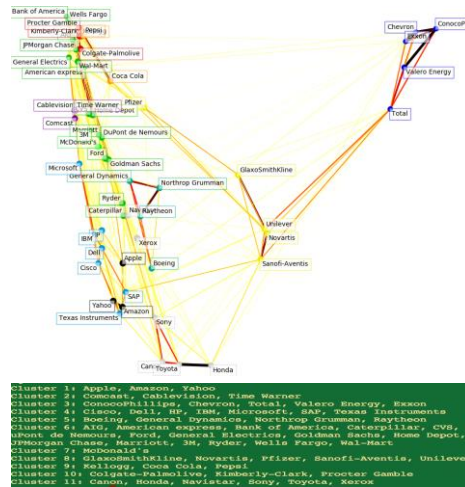 Bank of America
Wells Fargo
Procter Gamble
Kimberly-Clark
Pepsi
JPMorgan Chase
Colgate-Palmolive
General Electrics
Wal-Mart
American express
Coca Cola
Chevron
ConocoP
Exxon
Valero Energy
Total
Cablevision
Time Warner
Pfizer
Comcast
DuPont de Nemours
3M
McDonald's
Ford
Goldman Sachs
Microsoft
General Dynamics
Northrop Grumman
GlaxoSmithKline
Ryder
Caterpillar
Raytheon
Xerox
Unilever
Novartis
IBM
Dell
Cisco
Apple
Boeing
Sanofi-Aventis
SAP
Yahoo
Amazon
Texas Instruments
Sony
Toyota
Honda
Cluster 1: Apple, Amazon, Yahoo
Cluster 2: Comcast, Cablevision, Time Warner
Cluster 3: ConocoPhillips, Chevron, Total, Valero Energy, Exxon
Cluster 4: Cisco, Dell, HP, IBM, Microsoft, SAP, Texas Instruments
Cluster 5: Boeing, General Dynamics, Northrop Grumman, Raytheon
Cluster 6: AIG, American express, Bank of America, Caterpillar, CVS,
uPont de Nemours, Ford, General Electrics, Goldman Sachs, Home Depot,
JPMorgan Chase, Marriott, 3M, Ryder, Wells Fargo, Wal-Mart
Cluster 7: McDonald's
Cluster 8: GlaxoSmithKline, Novartis, Pfizer, Sanofi-Aventis, Unilever
Cluster 9: Kellogg, Coca Cola, Pepsi
Cluster 10: Colgate-Palmolive, Kimberly-Clark, Procter Gamble
Cluster 11: Canon, Honda, Navistar, Sony, Toyota, Xerox